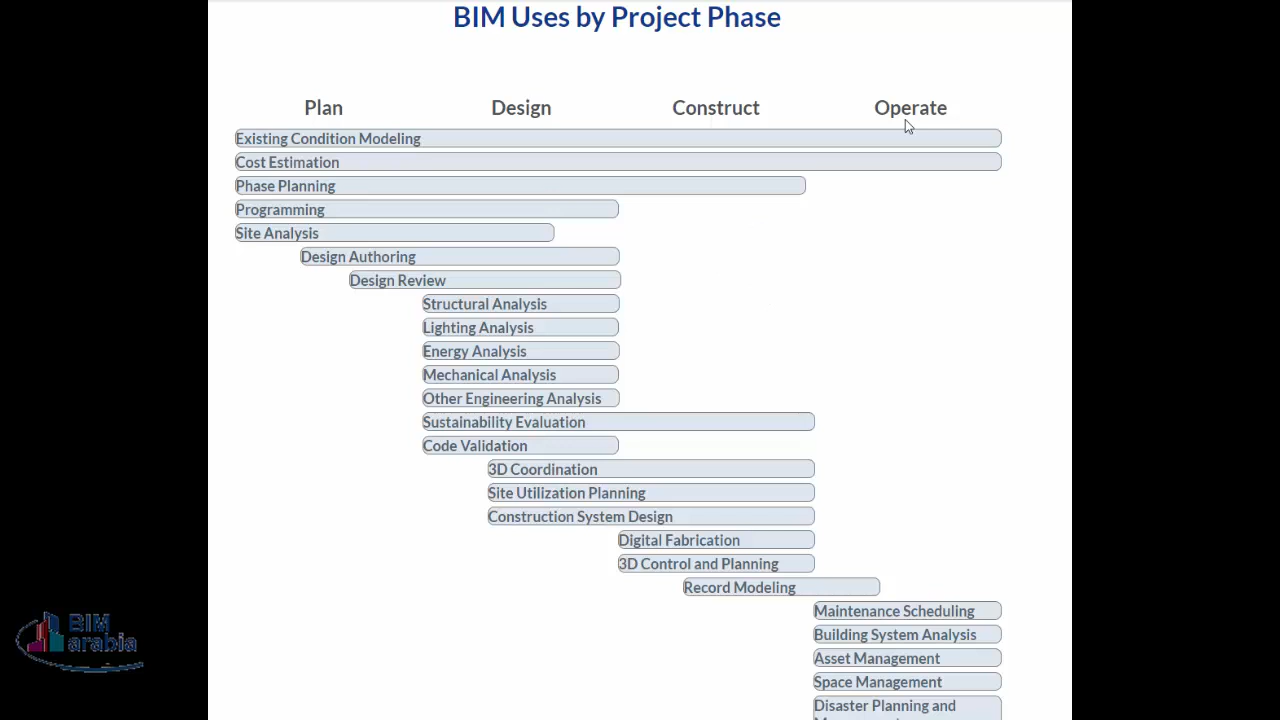 BIM Uses by Project Phase
Plan Design Construct Operate
Existing Condition Modeling
Cost Estimation
Phase Planning
Programming
Site Analysis
Design Authoring
Design Review
Structural Analysis
Lighting Analysis
Energy Analysis
Mechanical Analysis
Other Engineering Analysis
Sustainability Evaluation
Code Validation
3D Coordination
Site Utilization Planning
Construction System Design
Digital Fabrication
3D Control and Planning
Record Modeling
Maintenance Scheduling
Building System Analysis
Asset Management
Space Management
Disaster Planning and
BIM
arabia